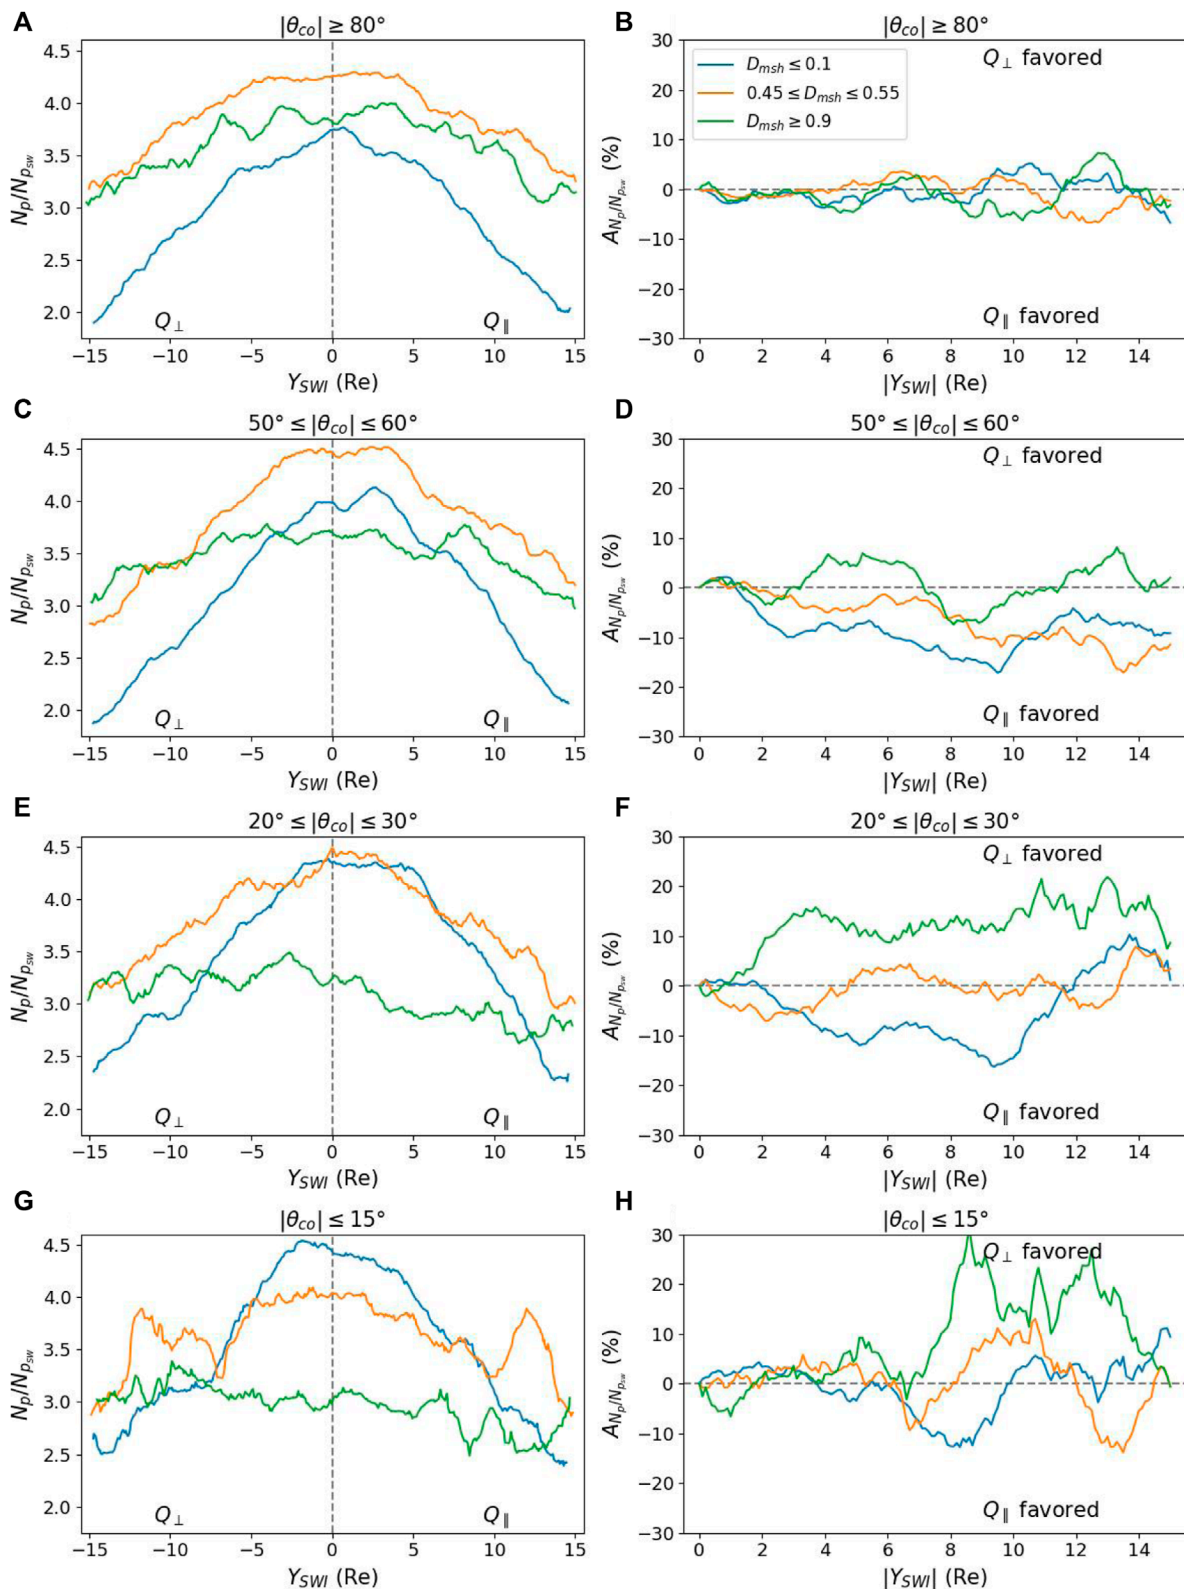 A
|θco| ≥ 80°
4.5
4.0
3.5
3.0
2.5
2.0
Np/Npsw
Q⊥
Q∥
−15 −10 −5 0 5 10 15
YSWI (Re)
B
|θco| ≥ 80°
30
20
10
0
−10
−20
−30
ANp/Npsw (%)
Dmsh ≤ 0.1
0.45 ≤ Dmsh ≤ 0.55
Dmsh ≥ 0.9
Q⊥ favored
Q∥ favored
0 2 4 6 8 10 12 14
|YSWI| (Re)
C
50° ≤ |θco| ≤ 60°
4.5
4.0
3.5
3.0
2.5
2.0
Np/Npsw
Q⊥
Q∥
−15 −10 −5 0 5 10 15
YSWI (Re)
D
50° ≤ |θco| ≤ 60°
30
20
10
0
−10
−20
−30
ANp/Npsw (%)
Q⊥ favored
Q∥ favored
0 2 4 6 8 10 12 14
|YSWI| (Re)
E
20° ≤ |θco| ≤ 30°
4.5
4.0
3.5
3.0
2.5
2.0
Np/Npsw
Q⊥
Q∥
−15 −10 −5 0 5 10 15
YSWI (Re)
F
20° ≤ |θco| ≤ 30°
30
20
10
0
−10
−20
−30
ANp/Npsw (%)
Q⊥ favored
Q∥ favored
0 2 4 6 8 10 12 14
|YSWI| (Re)
G
|θco| ≤ 15°
4.5
4.0
3.5
3.0
2.5
2.0
Np/Npsw
Q⊥
Q∥
−15 −10 −5 0 5 10 15
YSWI (Re)
H
|θco| ≤ 15°
30
20
10
0
−10
−20
−30
ANp/Npsw (%)
Q⊥ favored
Q∥ favored
0 2 4 6 8 10 12 14
|YSWI| (Re)